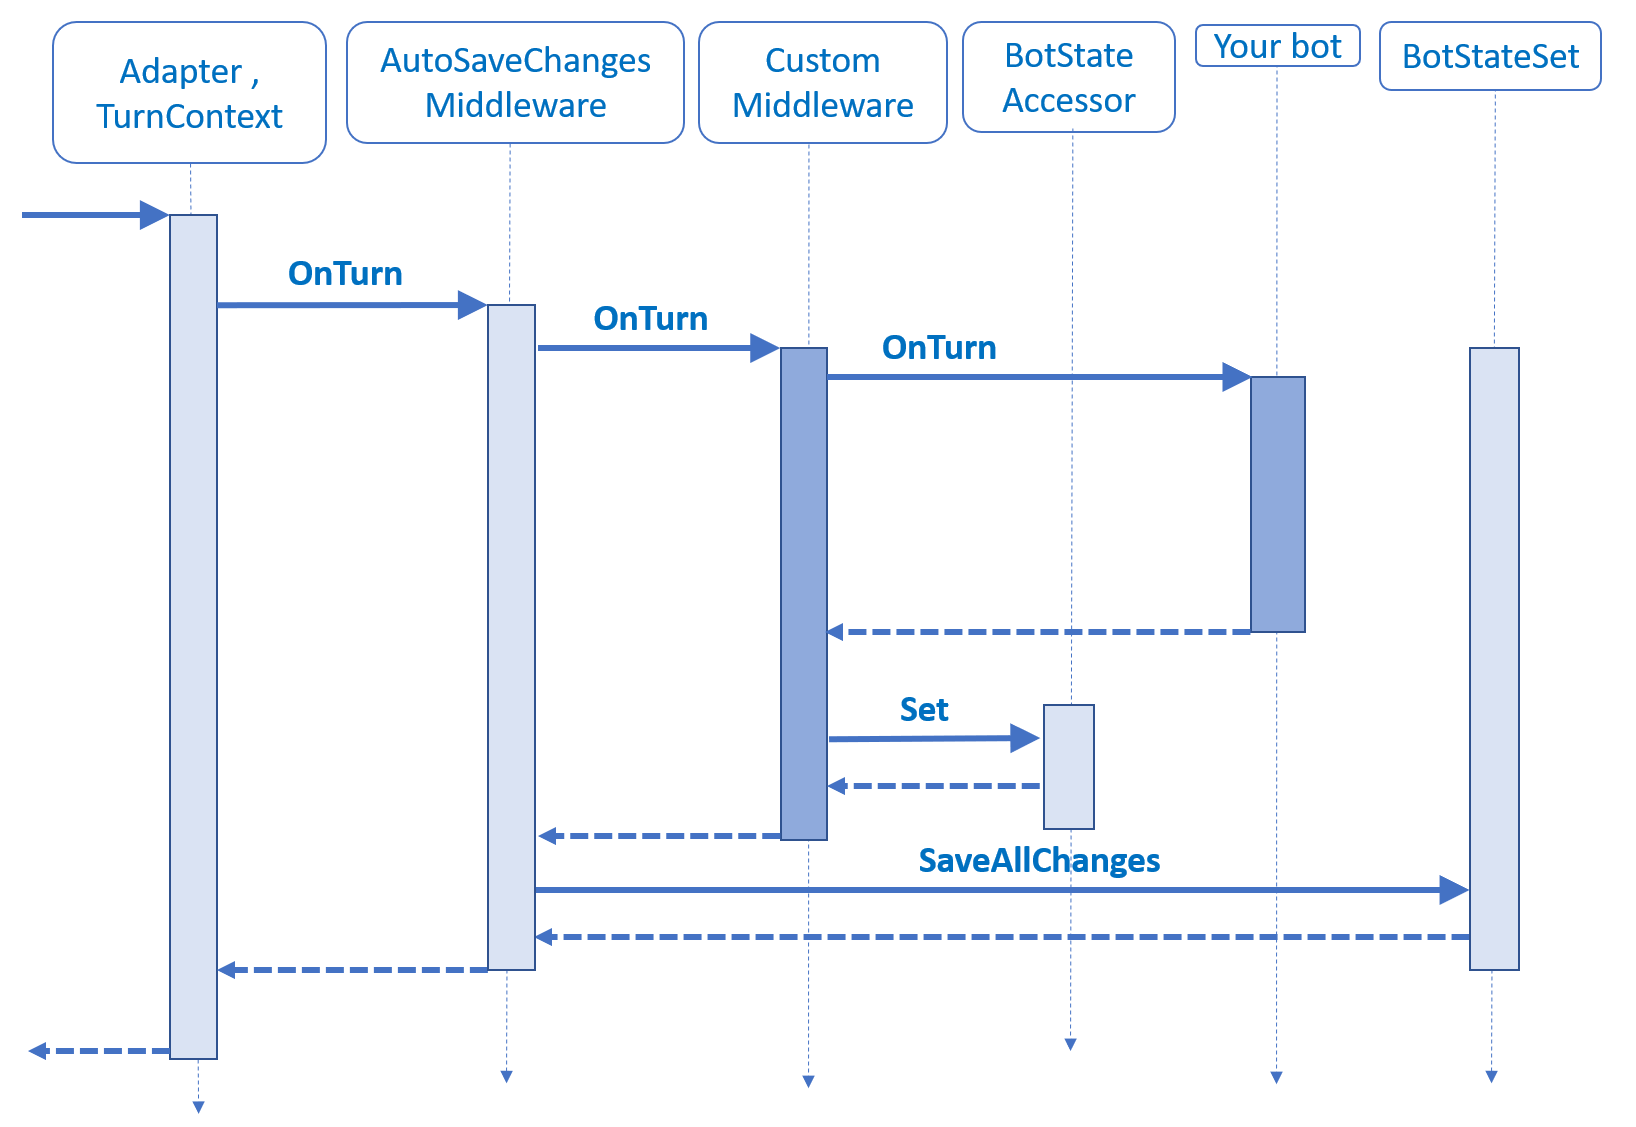 Adapter ,
TurnContext
AutoSaveChanges
Middleware
Custom
Middleware
BotState
Accessor
Your bot
BotStateSet
OnTurn
OnTurn
OnTurn
Set
SaveAllChanges